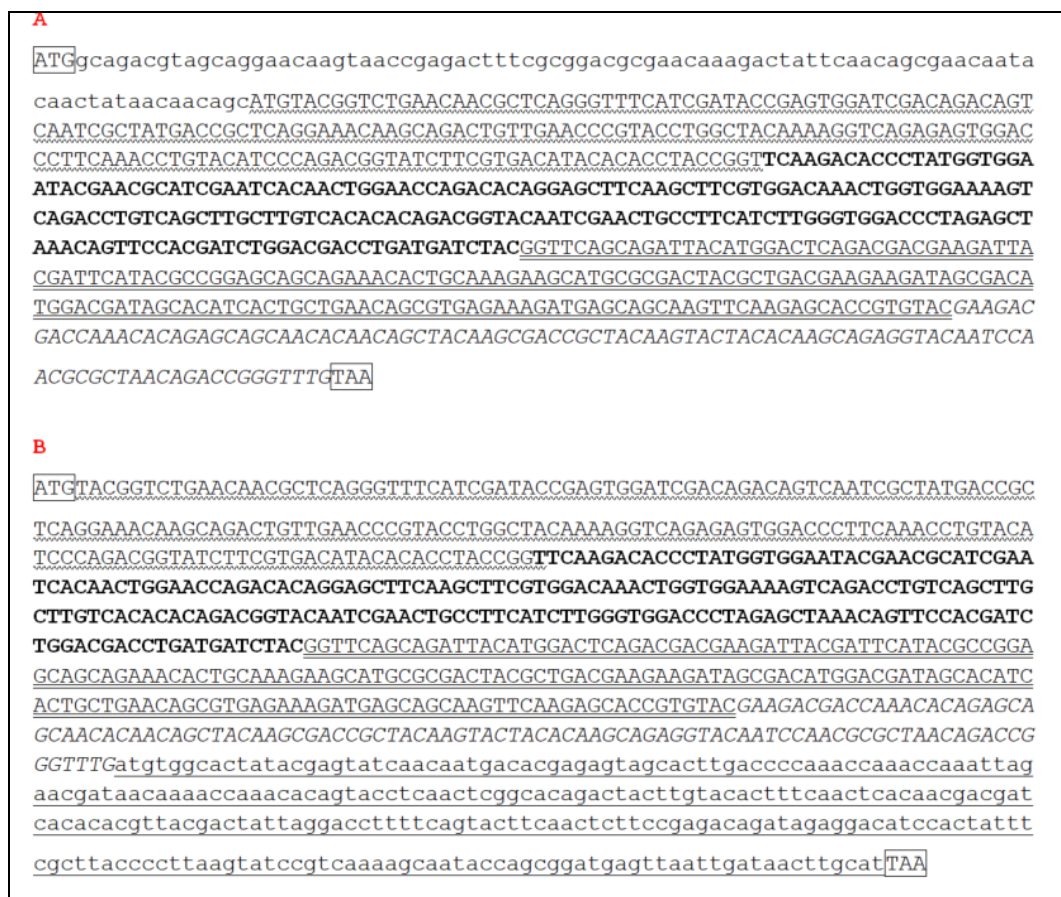 A
ATGgcagacgtagcaggaacaagtaaccgagactttcgcggacgcgaacaaagactattcaacagcgaacaata
caactataacaacagcATGTACGGTCTGAACAACGCTCAGGGTTTCATCGATACCGAGTGGATCGACAGACAGT
CAATCGCTATGACCGCTCAGGAAACAAGCAGACTGTTGAACCCGTACCTGGCTACAAAAGGTCAGAGAGTGGAC
CCTTCAAACCTGTACATCCCAGACGGTATCTTCGTGACATACACACCTACCGGTTCAAGACACCCTATGGTGGA
ATACGAACGCATCGAATCACAACTGGAACCAGACACAGGAGCTTCAAGCTTCGTGGACAAACTGGTGGAAAAGT
CAGACCTGTCAGCTTGCTTGTCACACACAGACGGTACAATCGAACTGCCTTCATCTTGGGTGGACCCTAGAGCT
AAACAGTTCCACGATCTGGACGACCTGATGATCTACGGTTCAGCAGATTACATGGACTCAGACGACGAAGATTA
CGATTCATACGCCGGAGCAGCAGAAACACTGCAAAGAAGCATGCGCGACTACGCTGACGAAGAAGATAGCGACA
TGGACGATAGCACATCACTGCTGAACAGCGTGAGAAAGATGAGCAGCAAGTTCAAGAGCACCGTGTACGAAGAC
GACCAAACACAGAGCAGCAACACAACAGCTACAAGCGACCGCTACAAGTACTACACAAGCAGAGGTACAATCCA
ACGCGCTAACAGACCGGGTTTGTAA
B
ATGTACGGTCTGAACAACGCTCAGGGTTTCATCGATACCGAGTGGATCGACAGACAGTCAATCGCTATGACCGC
TCAGGAAACAAGCAGACTGTTGAACCCGTACCTGGCTACAAAAGGTCAGAGAGTGGACCCTTCAAACCTGTACA
TCCCAGACGGTATCTTCGTGACATACACACCTACCGGTTCAAGACACCCTATGGTGGAATACGAACGCATCGAA
TCACAACTGGAACCAGACACAGGAGCTTCAAGCTTCGTGGACAAACTGGTGGAAAAGTCAGACCTGTCAGCTTG
CTTGTCACACACAGACGGTACAATCGAACTGCCTTCATCTTGGGTGGACCCTAGAGCTAAACAGTTCCACGATC
TGGACGACCTGATGATCTACGGTTCAGCAGATTACATGGACTCAGACGACGAAGATTACGATTCATACGCCGGA
GCAGCAGAAACACTGCAAAGAAGCATGCGCGACTACGCTGACGAAGAAGATAGCGACATGGACGATAGCACATC
ACTGCTGAACAGCGTGAGAAAGATGAGCAGCAAGTTCAAGAGCACCGTGTACGAAGACGACCAAACACAGAGCA
GCAACACAACAGCTACAAGCGACCGCTACAAGTACTACACAAGCAGAGGTACAATCCAACGCGCTAACAGACCG
GGTTTGatgtggcactatacgagtatcaacaatgacacgagagtagcacttgaccccaaaccaaaccaaattag
aacgataacaaaaccaaacacagtacctcaactcggcacagactacttgtacactttcaactcacaacgacgat
cacacacgttacgactattaggaccttttcagtacttcaactcttccgagacagatagaggacatccactattt
cgcttaccccttaagtatccgtcaaaagcaataccagcggatgagttaattgataacttgcatTAA